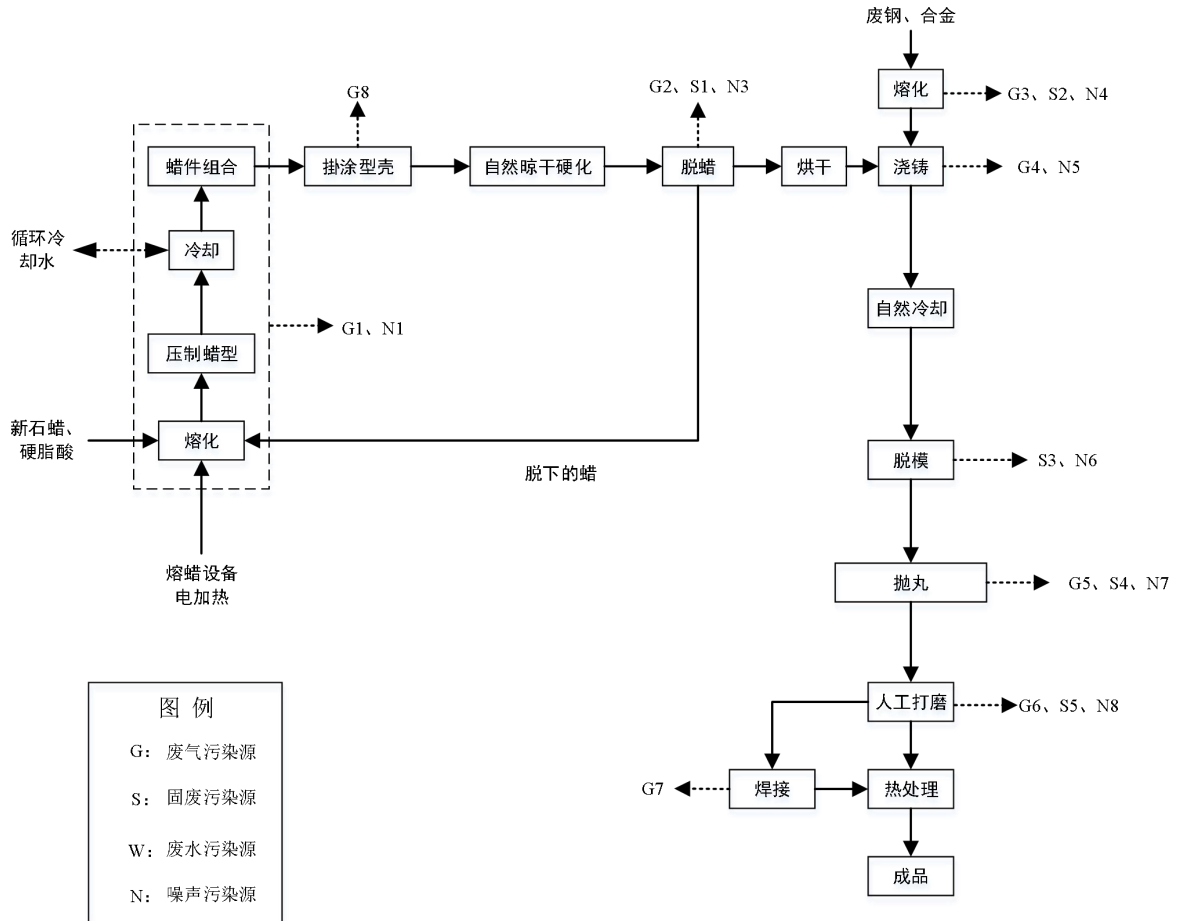 废钢、合金
熔化
G3、S2、N4
G8
G2、S1、N3
蜡件组合
掛涂型壳
自然晾干硬化
脱蜡
烘干
浇铸
G4、N5
循环冷
却水
冷却
自然冷却
G1、N1
压制蜡型
新石蜡、
硬脂酸
熔化
脱下的蜡
脱模
S3、N6
熔蜡设备
电加热
抛丸
G5、S4、N7
人工打磨
G6、S5、N8
G7
焊接
热处理
成品
图 例
G：废气污染源
S：固废污染源
W：废水污染源
N：噪声污染源